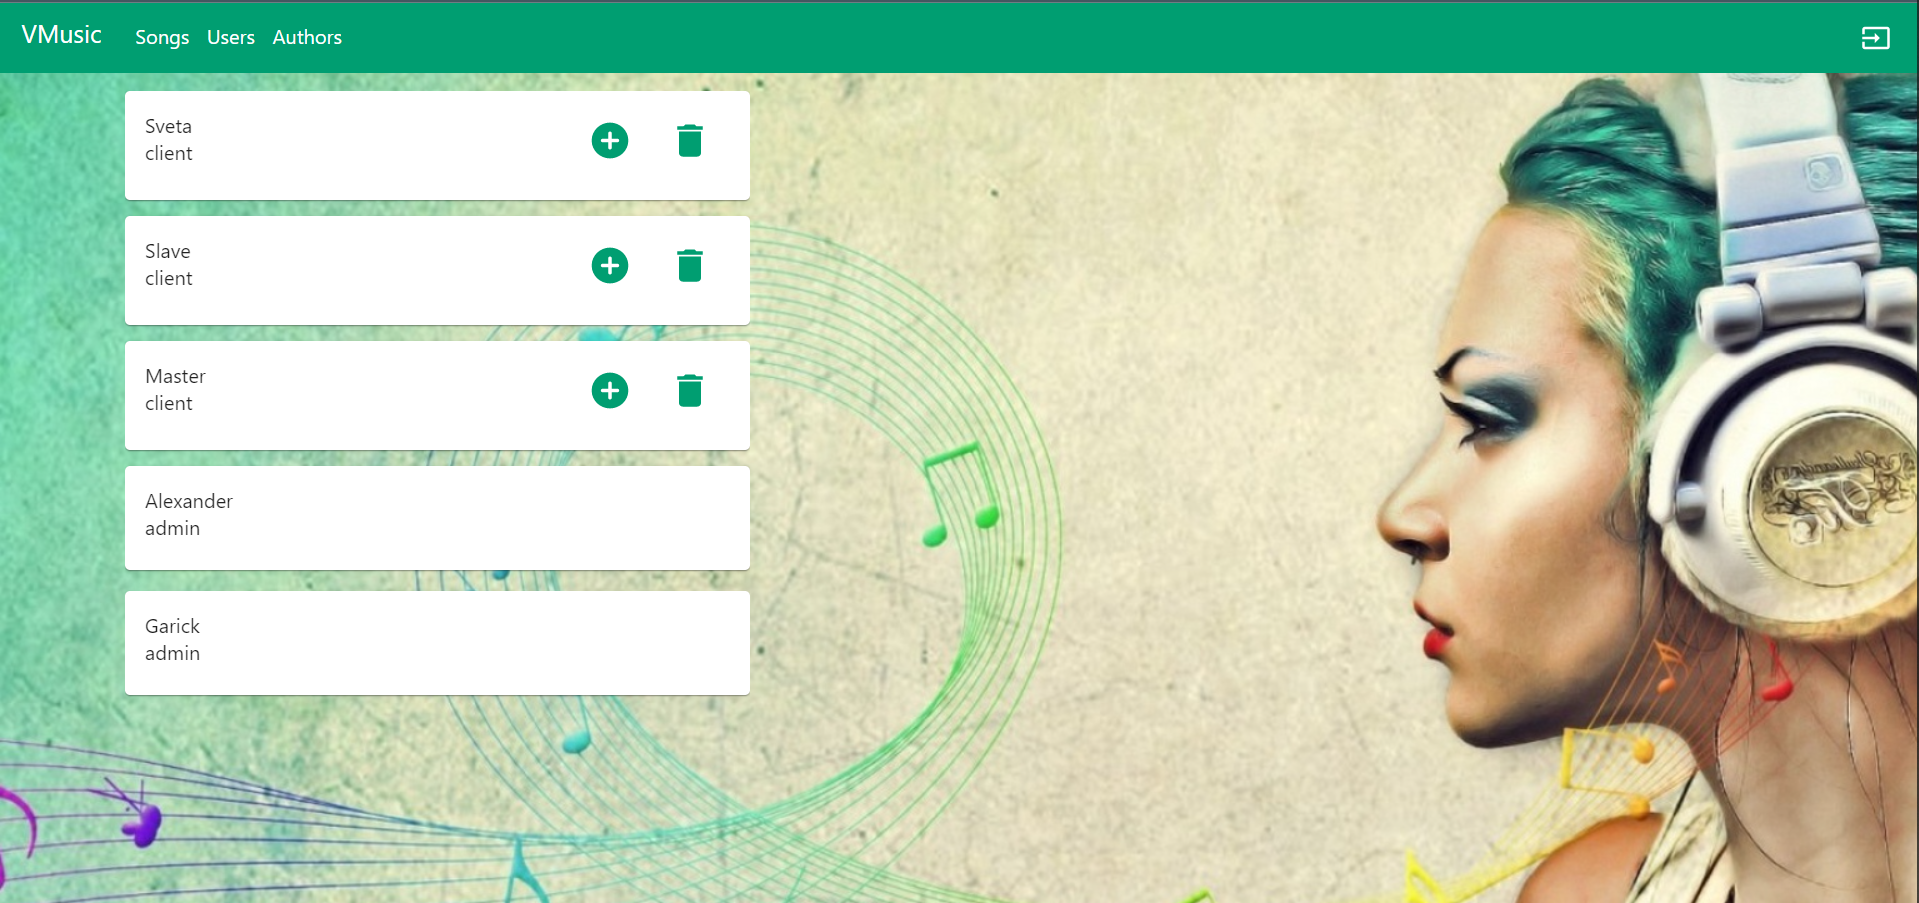 VMusic Songs Users Authors
Sveta
client
Slave
client
Master
client
Alexander
admin
Garick
admin